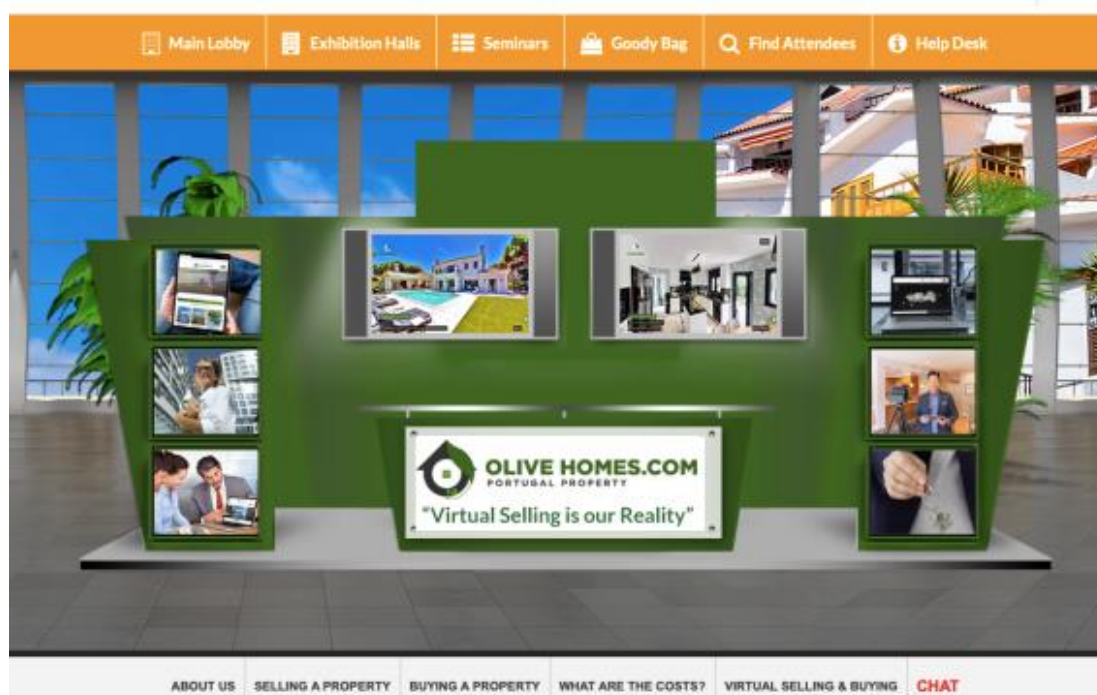 Main Lobby
Exhibition Halls
Seminars
Goody Bag
Find Attendees
Help Desk
OLIVE HOMES.COM
PORTUGAL PROPERTY
“Virtual Selling is our Reality”
ABOUT US
SELLING A PROPERTY
BUYING A PROPERTY
WHAT ARE THE COSTS?
VIRTUAL SELLING & BUYING
CHAT